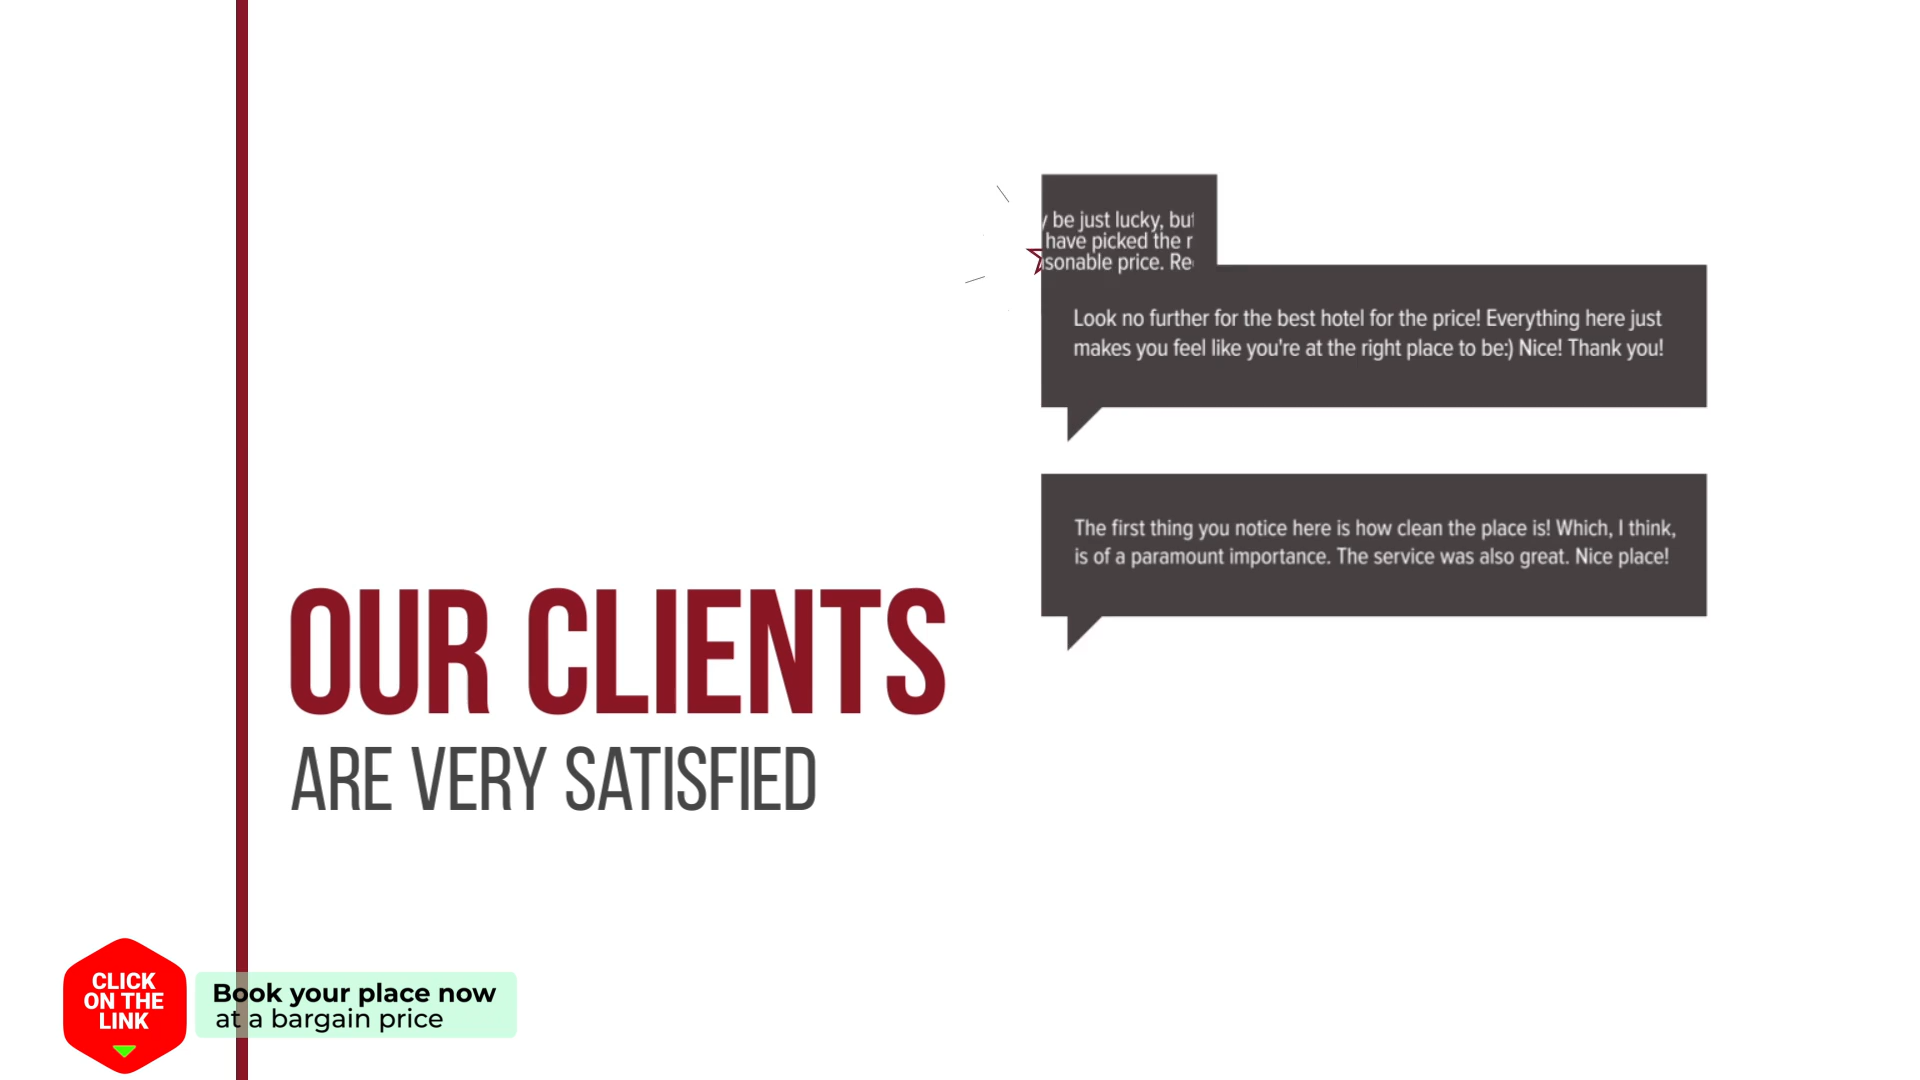 be just lucky, but
have picked the
price.
Look no further for the best hotel for the price! Everything here just
makes you feel like you're at the right place to be:) Nice! Thank you!
The first thing you notice here is how clean the place is! Which, I think,
is of a paramount importance. The service was also great. Nice place!
OUR CLIENTS
ARE VERY SATISFIED
CLICK
ON THE
LINK
Book your place now
at a bargain price